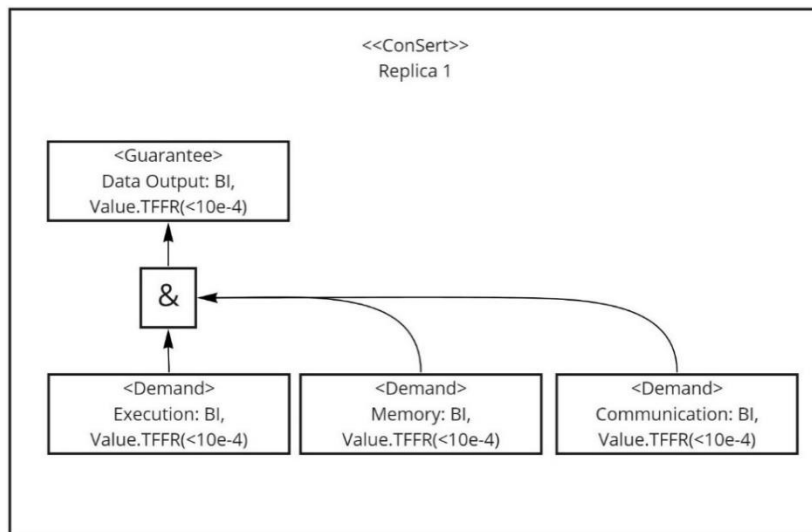 <<ConSert>>
Replica 1
<Guarantee>
Data Output: BI,
Value.TFFR(<10e-4)
&
<Demand>
Execution: BI,
Value.TFFR(<10e-4)
<Demand>
Memory: BI,
Value.TFFR(<10e-4)
<Demand>
Communication: BI,
Value.TFFR(<10e-4)